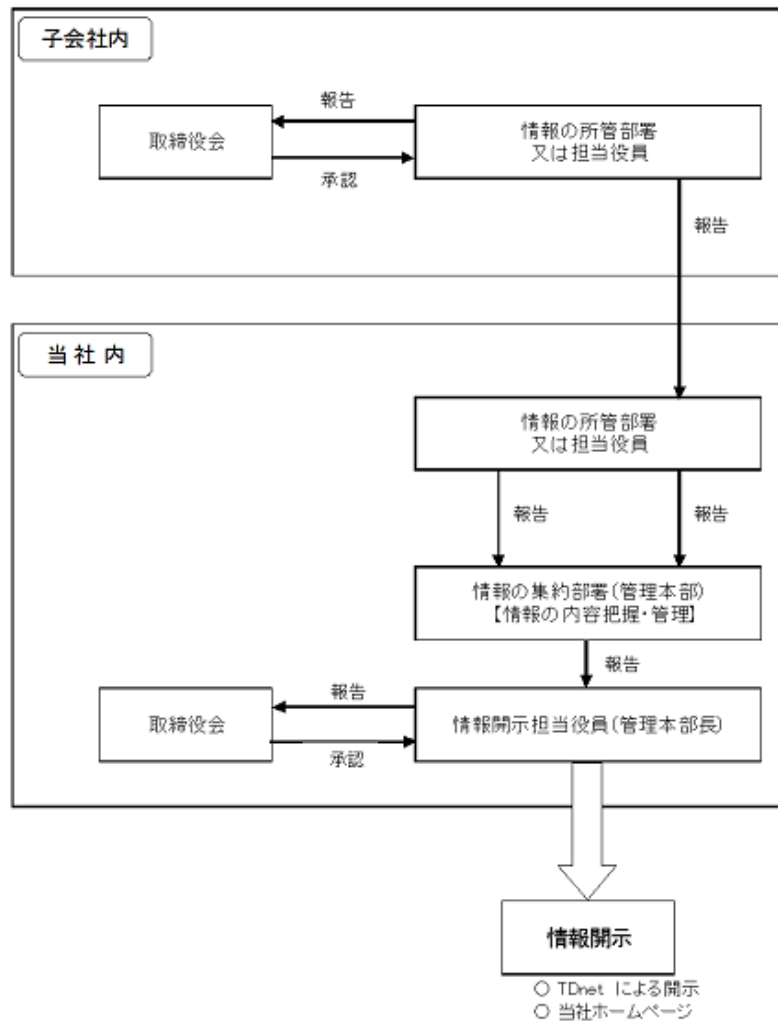 子会社内
報告
取締役会
情報の所管部署
又は担当役員
承認
報告
当 社 内
情報の所管部署
又は担当役員
報告
報告
情報の集約部署(管理本部)
【情報の内容把握・管理】
報告
報告
取締役会
情報開示担当役員(管理本部長)
承認
情報開示
○ TDnet による開示
○ 当社ホームページ